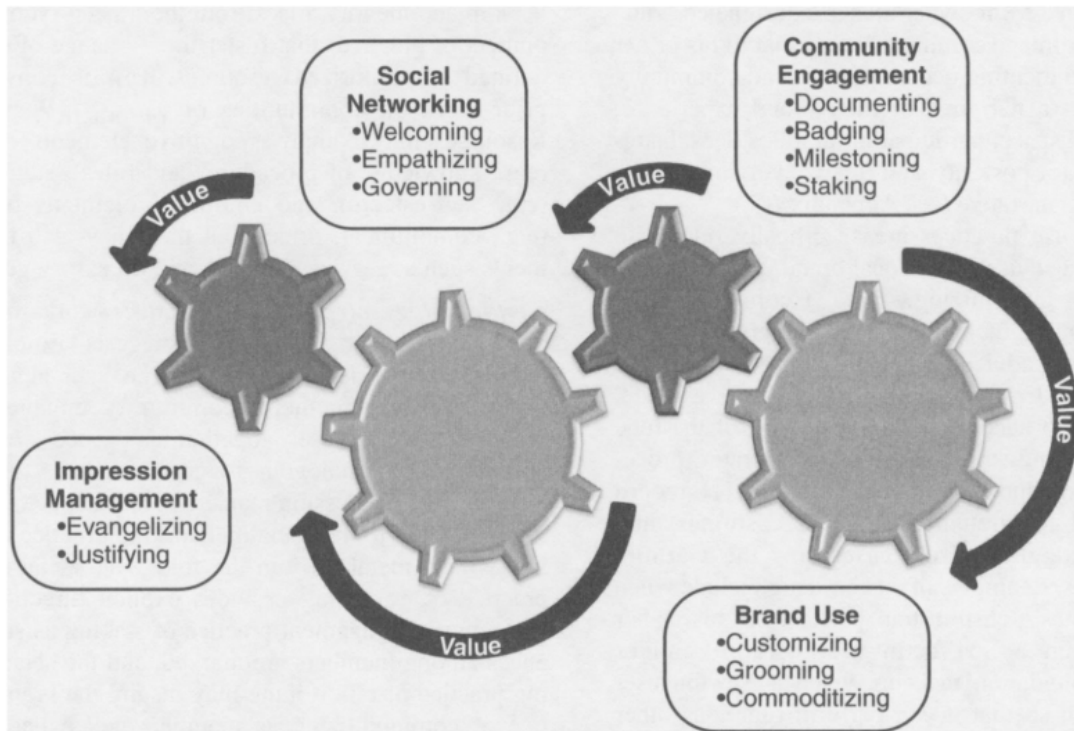 Social
Networking
•Welcoming
•Empathizing
•Governing
Community
Engagement
•Documenting
•Badging
•Milestoning
•Staking
Value
Value
Value
Impression
Management
•Evangelizing
•Justifying
Value
Brand Use
•Customizing
•Grooming
•Commoditizing